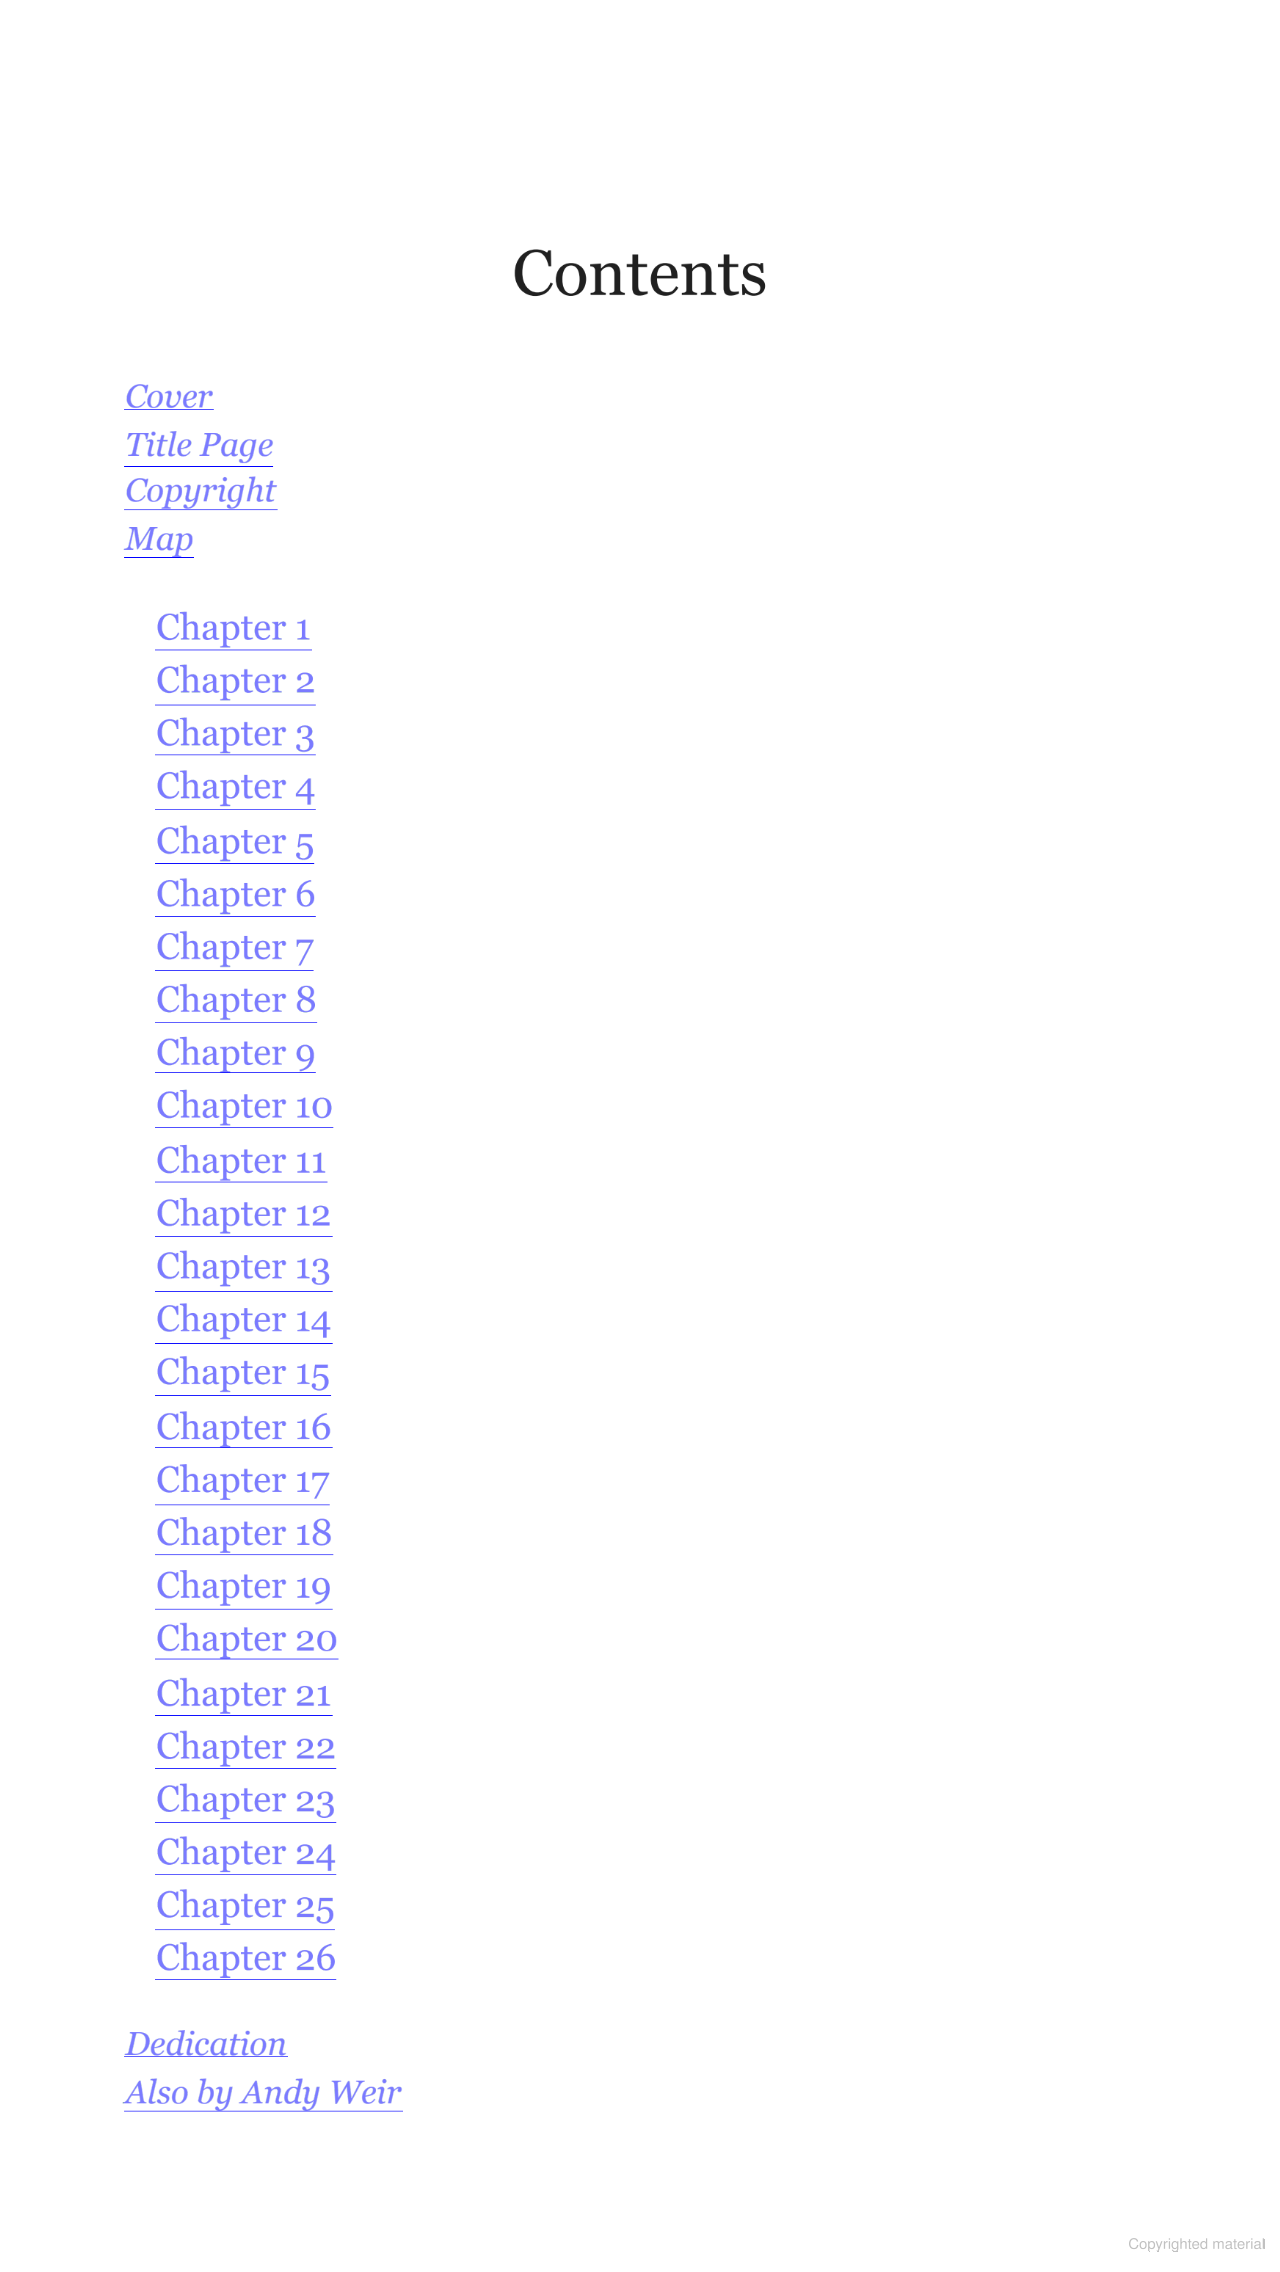 Contents
Cover
Title Page
Copyright
Map
Chapter 1
Chapter 2
Chapter 3
Chapter 4
Chapter 5
Chapter 6
Chapter 7
Chapter 8
Chapter 9
Chapter 10
Chapter 11
Chapter 12
Chapter 13
Chapter 14
Chapter 15
Chapter 16
Chapter 17
Chapter 18
Chapter 19
Chapter 20
Chapter 21
Chapter 22
Chapter 23
Chapter 24
Chapter 25
Chapter 26
Dedication
Also by Andy Weir
Copyrighted material